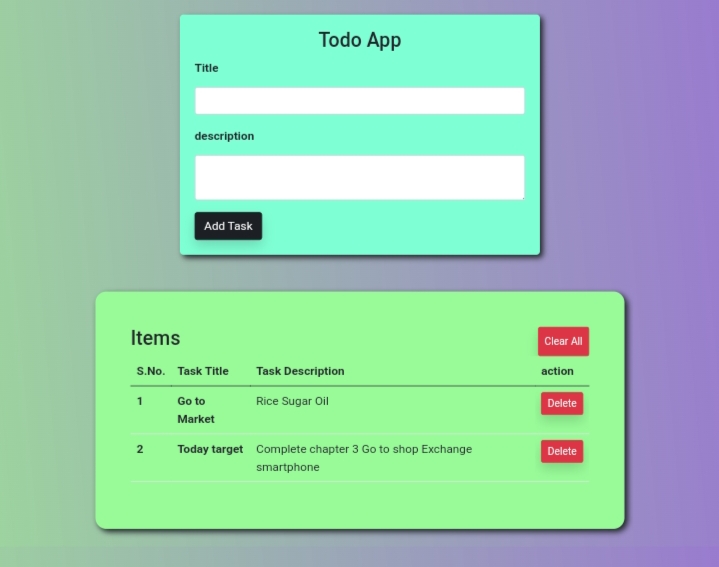 Todo App
Title
description
Add Task
Items
Clear All
S.No. Task Title Task Description action
1 Go to Rice Sugar Oil Delete
Market
2 Today target Complete chapter 3 Go to shop Exchange Delete
smartphone